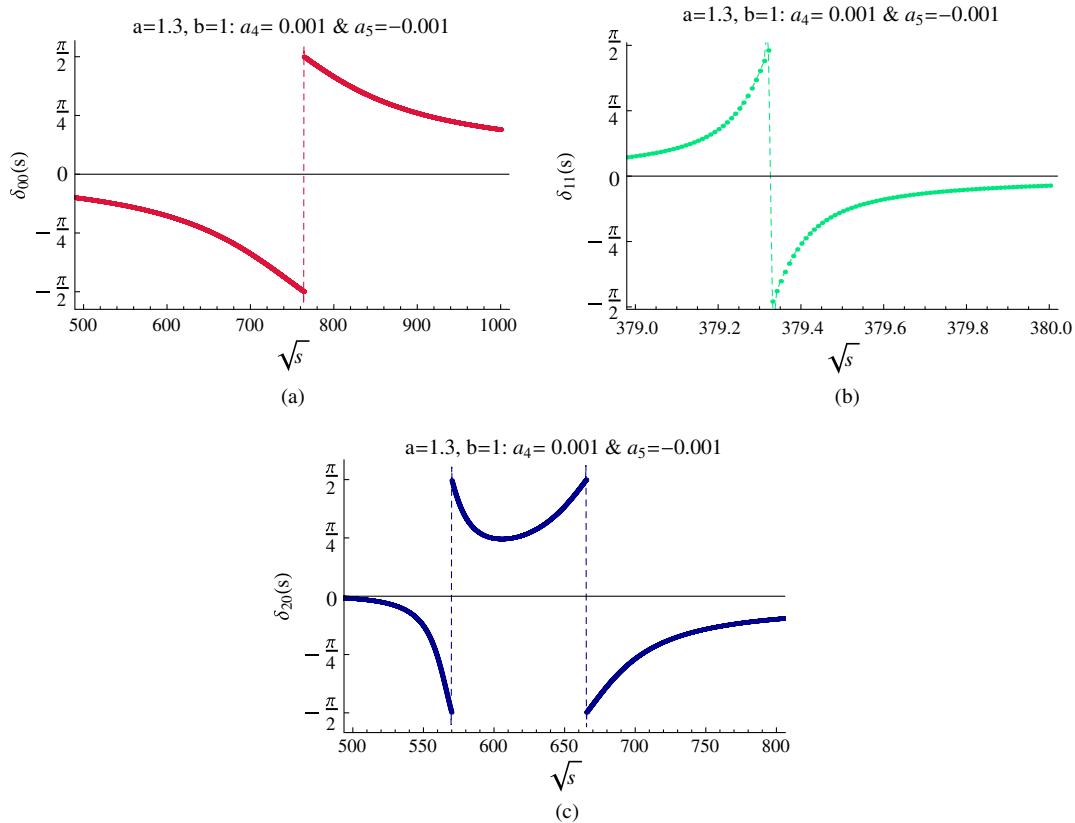 a=1.3, b=1: a₄= 0.001 & a₅=−0.001
π/2
π/4
0
−π/4
−π/2
δ₀₀(s)
500 600 700 800 900 1000
√s
(a)
a=1.3, b=1: a₄= 0.001 & a₅=−0.001
π/2
π/4
0
−π/4
−π/2
δ₁₁(s)
379.0 379.2 379.4 379.6 379.8 380.0
√s
(b)
a=1.3, b=1: a₄= 0.001 & a₅=−0.001
π/2
π/4
0
−π/4
−π/2
δ₂₀(s)
500 550 600 650 700 750 800
√s
(c)